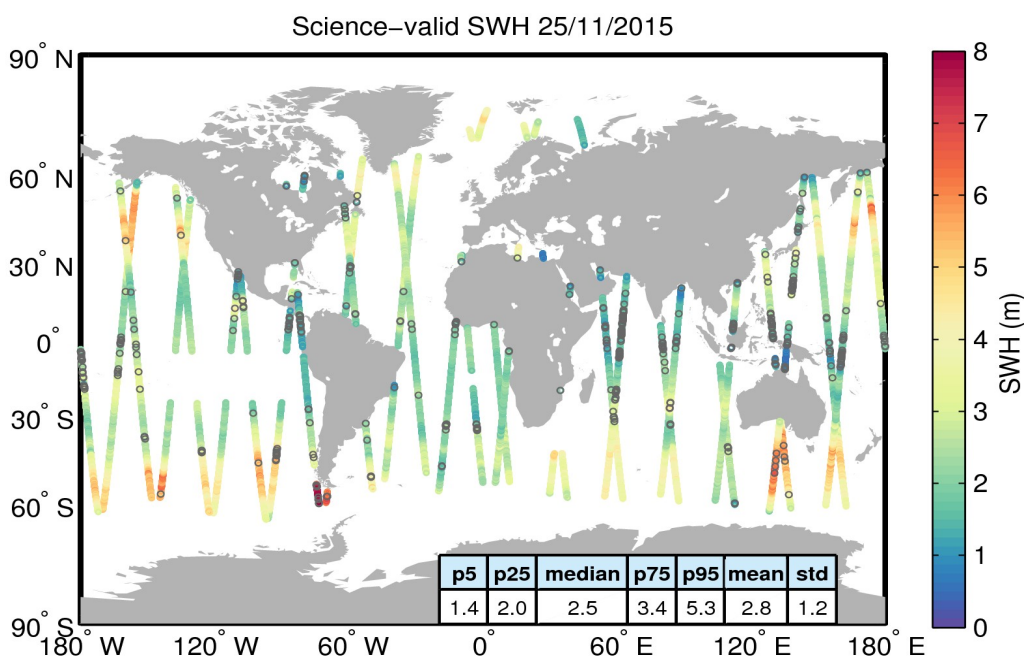 Science−valid SWH 25/11/2015
90° N
60° N
30° N
0°
30° S
60° S
90° S
180° W
120° W
60° W
0°
60° E
120° E
180° E
p5 p25 median p75 p95 mean std
1.4 2.0 2.5 3.4 5.3 2.8 1.2
8
7
6
5
4
3
2
1
0
SWH (m)